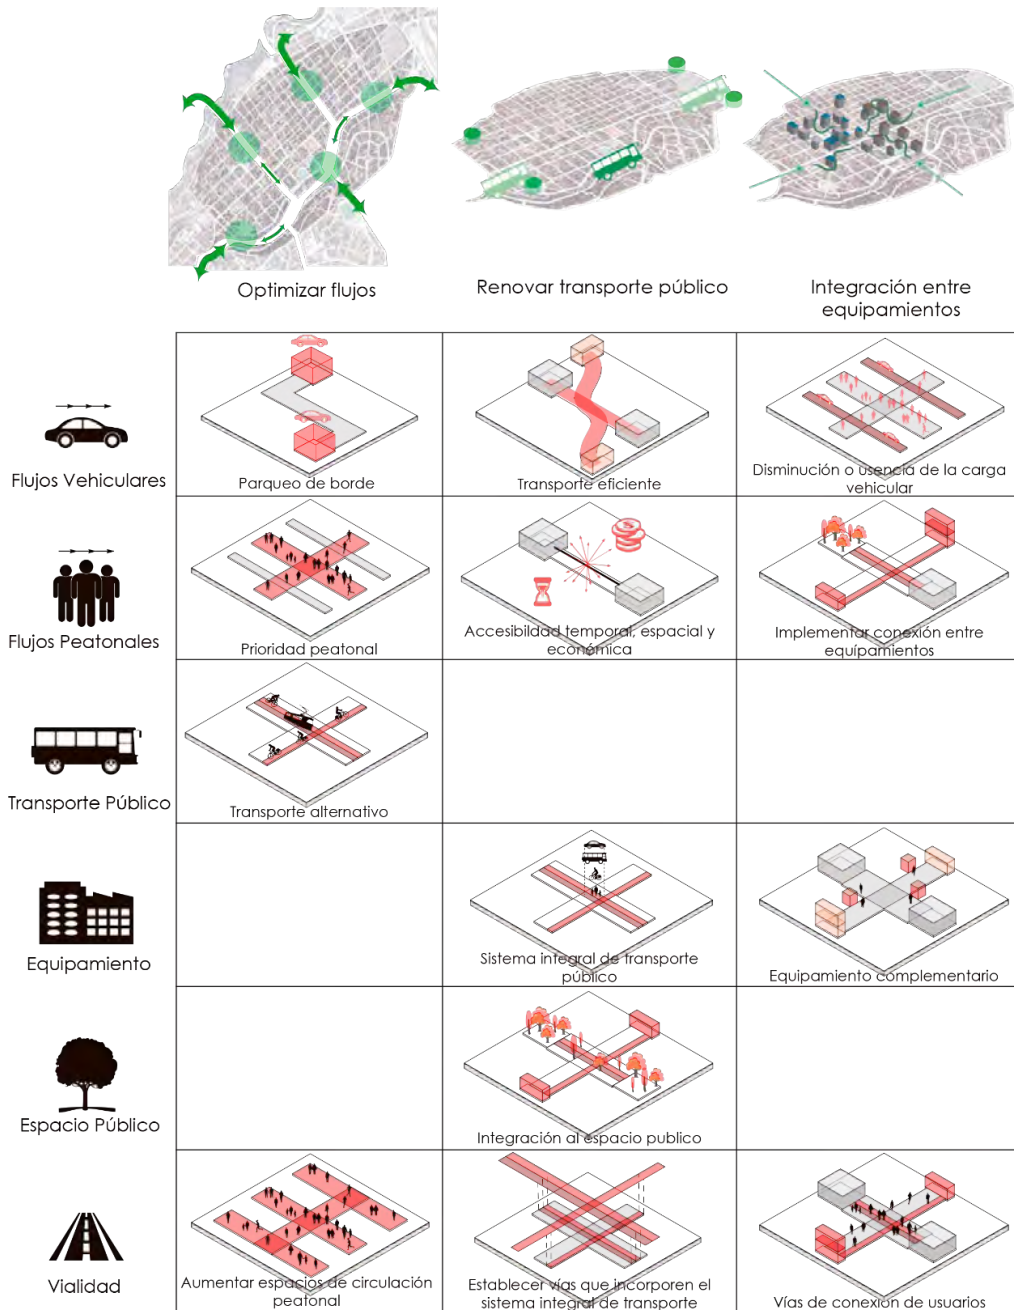 Optimizar flujos
Renovar transporte público
Integración entre
equipamientos
Flujos Vehiculares
Parqueo de borde
Transporte eficiente
Disminución o usencia de la carga
vehicular
Flujos Peatonales
Prioridad peatonal
Accesibildad temporal, espacial y
económica
Implementar conexión entre
equipamientos
Transporte Público
Transporte alternativo
Equipamiento
Sistema integral de transporte
público
Equipamiento complementario
Espacio Público
Integración al espacio publico
Vialidad
Aumentar espacios de circulación
peatonal
Establecer vías que incorporen el
sistema integral de transporte
Vías de conexión de usuarios